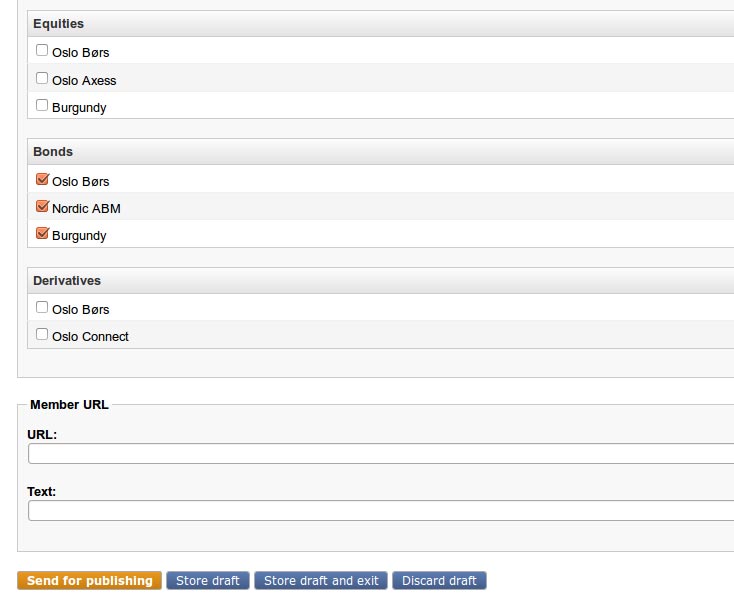 Equities
Oslo Børs
Oslo Axess
Burgundy
Bonds
Oslo Børs
Nordic ABM
Burgundy
Derivatives
Oslo Børs
Oslo Connect
Member URL
URL:
Text:
Send for publishing Store draft Store draft and exit Discard draft